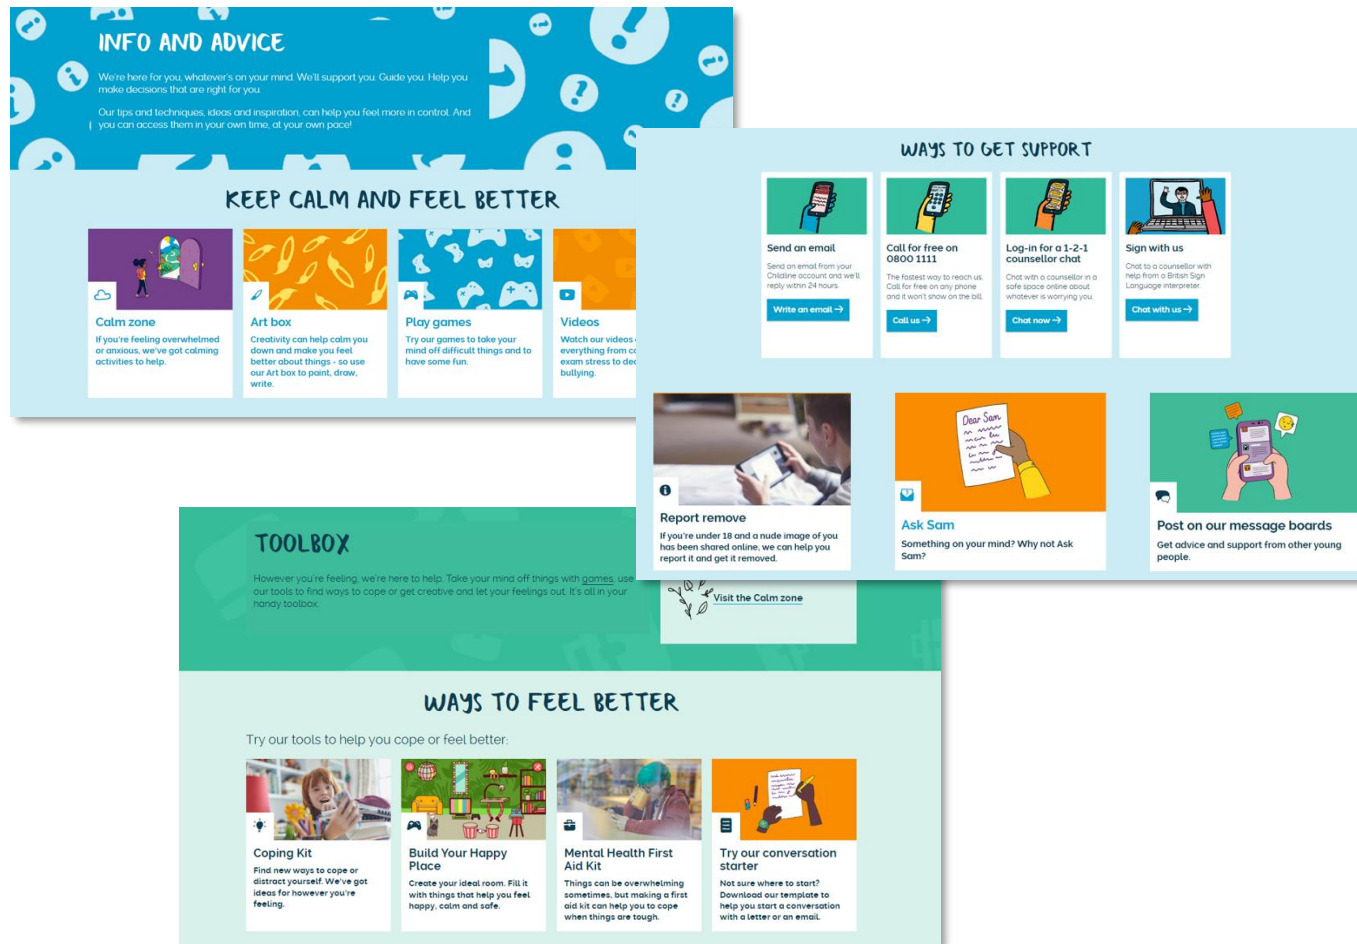 INFO AND ADVICE
We're here for you, whatever's on your mind. We'll support you. Guide you. Help you
make decisions that are right for you.
Our tips and techniques, ideas and inspiration, can help you feel more in control. And
you can access them in your own time, at your own pace!
KEEP CALM AND FEEL BETTER
Calm zone
If you're feeling overwhelmed
or anxious, we've got calming
activities to help.
Art box
Creativity can help calm you
down and make you feel
better about things - so use
our Art box to paint, draw,
write.
Play games
Try our games to take your
mind off difficult things and to
have some fun.
Videos
Watch our videos
everything from
exam stress to
bullying.
WAYS TO GET SUPPORT
Send an email
Send an email from your
Childline account and we'll
reply within 24 hours.
Write an email →
Call for free on
0800 1111
The fastest way to reach us.
Call for free on any phone
and it won't show on the bill.
Call us →
Log-in for a 1-2-1
counsellor chat
Chat with a counsellor in a
safe space online about
whatever is worrying you.
Chat now →
Sign with us
Chat to a counsellor with
help from a British Sign
Language interpreter.
Chat with us →
Report remove
If you're under 18 and a nude image of you
has been shared online, we can help you
report it and get it removed.
Dear Sam
Ask Sam
Something on your mind? Why not Ask
Sam?
Post on our message boards
Get advice and support from other young
people.
TOOLBOX
However you're feeling, we're here to help. Take your mind off things with games, use
our tools to find ways to cope or get creative and let your feelings out. It's all in your
handy toolbox.
Visit the Calm zone
WAYS TO FEEL BETTER
Try our tools to help you cope or feel better:
Coping Kit
Find new ways to cope or
distract yourself. We've got
ideas for however you're
feeling.
Build Your Happy
Place
Create your ideal room. Fill it
with things that help you feel
happy, calm and safe.
Mental Health First
Aid Kit
Things can be overwhelming
sometimes, but making a first
aid kit can help you to cope
when things are tough.
Try our conversation
starter
Not sure where to start?
Download our template to
help you start a conversation
with a letter or an email.